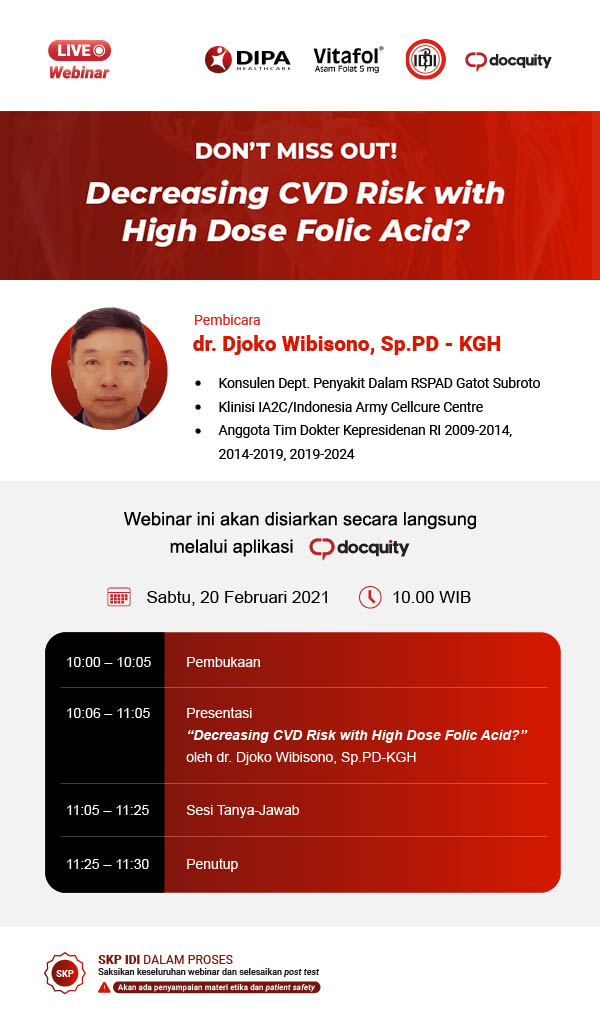 LIVE
Webinar
DIPA
HEALTHCARE
Vitafol®
Asam Folat 5 mg
IDI
docquity
DON'T MISS OUT!
Decreasing CVD Risk with
High Dose Folic Acid?
Pembicara
dr. Djoko Wibisono, Sp.PD - KGH
• Konsulen Dept. Penyakit Dalam RSPAD Gatot Subroto
• Klinisi IA2C/Indonesia Army Cellcure Centre
• Anggota Tim Dokter Kepresidenan RI 2009-2014,
2014-2019, 2019-2024
Webinar ini akan disiarkan secara langsung
melalui aplikasi docquity
Sabtu, 20 Februari 2021 10.00 WIB
10:00 – 10:05 Pembukaan
10:06 – 11:05 Presentasi
“Decreasing CVD Risk with High Dose Folic Acid?”
oleh dr. Djoko Wibisono, Sp.PD-KGH
11:05 – 11:25 Sesi Tanya-Jawab
11:25 – 11:30 Penutup
SKP
SKP IDI DALAM PROSES
Saksikan keseluruhan webinar dan selesaikan post test
Akan ada penyampaian materi etika dan patient safety